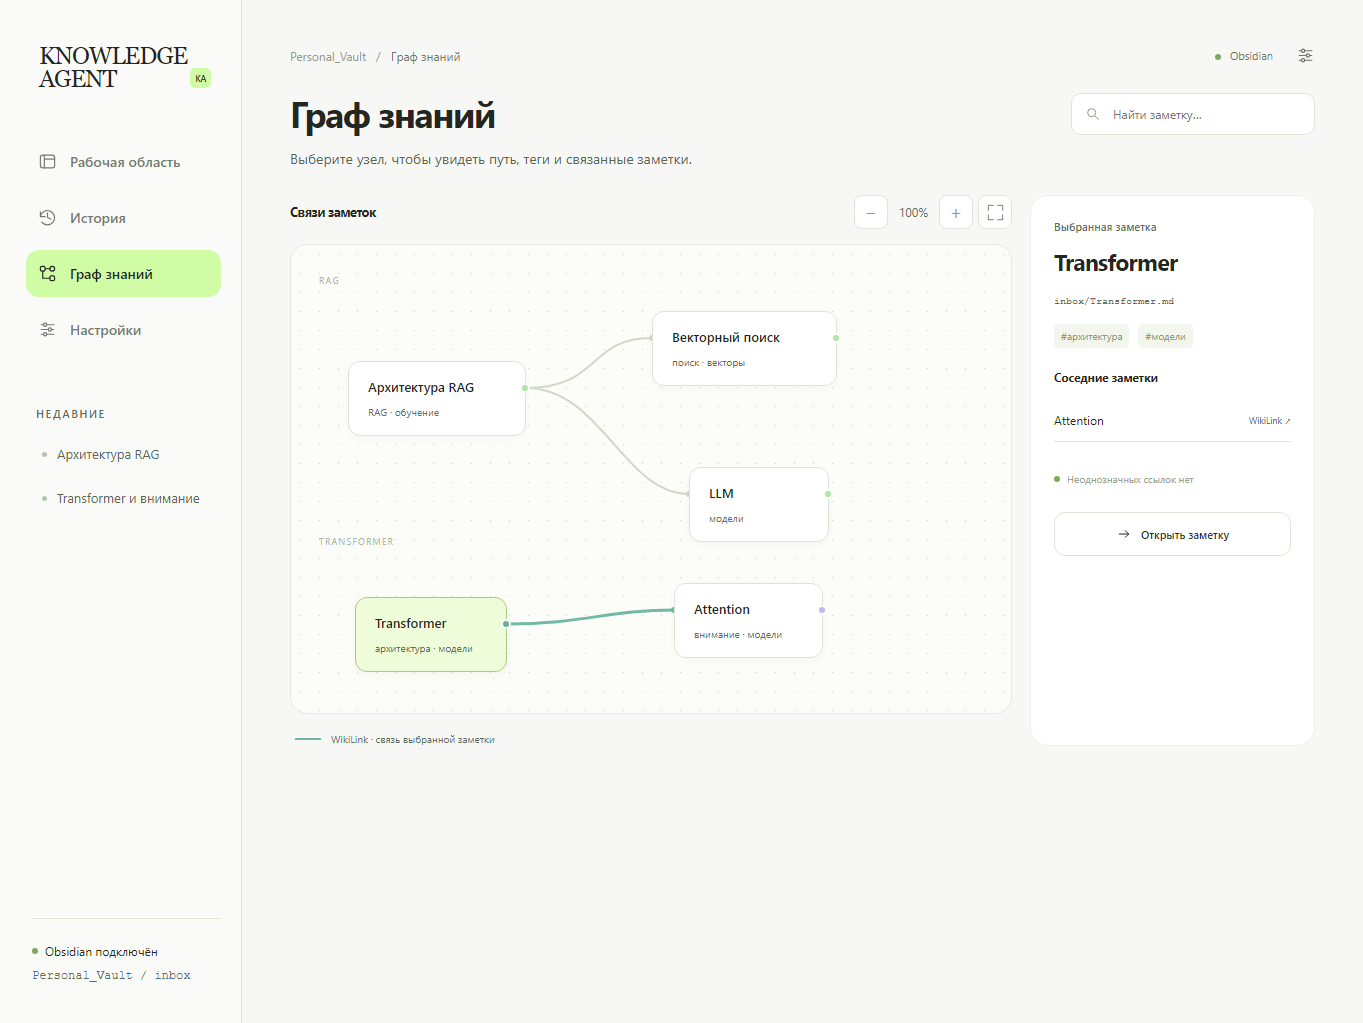 KNOWLEDGE
AGENT
KA
Рабочая область
История
Граф знаний
Настройки
НЕДАВНИЕ
Архитектура RAG
Transformer и внимание
Obsidian подключён
Personal_Vault / inbox
Personal_Vault / Граф знаний
Obsidian
Граф знаний
Найти заметку...
Выберите узел, чтобы увидеть путь, теги и связанные заметки.
Связи заметок
− 100% +
RAG
Векторный поиск
поиск · векторы
Архитектура RAG
RAG · обучение
LLM
модели
TRANSFORMER
Attention
внимание · модели
Transformer
архитектура · модели
WikiLink · связь выбранной заметки
Выбранная заметка
Transformer
inbox/Transformer.md
#архитектура #модели
Соседние заметки
Attention WikiLink ↗
Неоднозначных ссылок нет
→ Открыть заметку